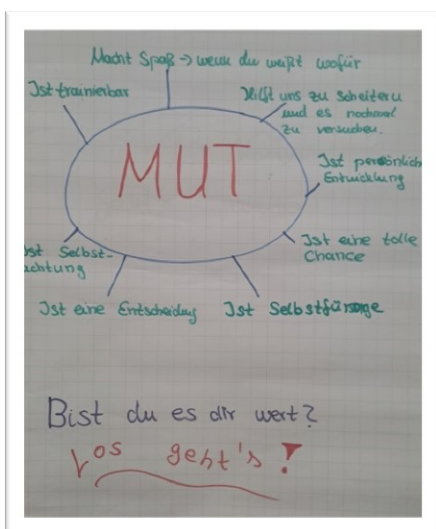 Macht Spaß → wenn du weißt wofür
Ist trainierbar
Hilft uns zu scheitern
und es nochmal
zu versuchen.
MUT
Ist persönlich
Entwicklung
Ist eine tolle
Chance
Ist Selbstfürsorge
Ist eine Entscheidung
Ist Selbst-
achtung
Bist du es dir wert?
Los geht's!